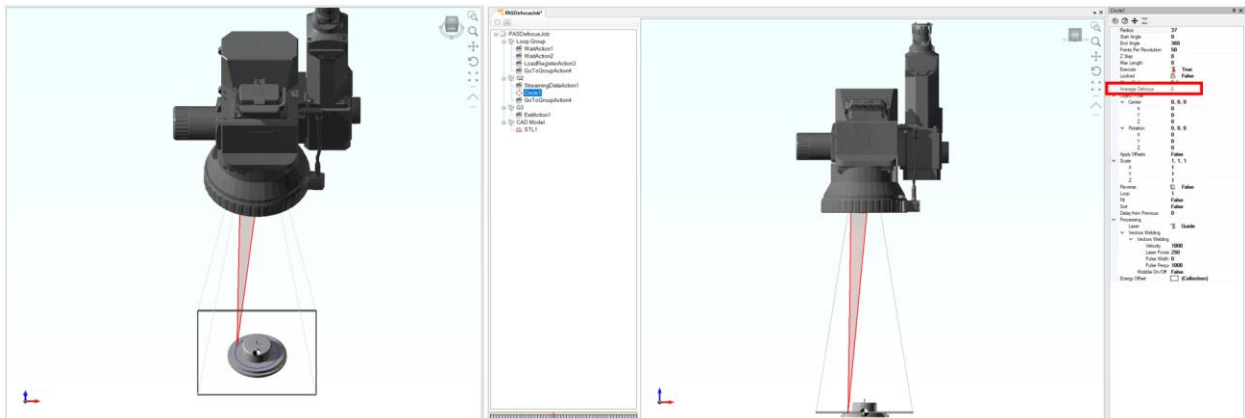 PASDefocusJob*
PASDefocusJob
Loop Group
WaitAction1
WaitAction2
LoadRegisterAction3
GoToGroupAction4
G2
StreamingDataAction1
Circle1
GoToGroupAction4
G3
ExitAction1
CAD Model
STL1
Circle1
Radius 37
Start Angle 0
End Angle 360
Points Per Revolution 50
Z Step 0
Max Length 0
Execute True
Locked False
Average Defocus 0
Center 0, 0, 0
X 0
Y 0
Z 0
Rotation 0, 0, 0
X 0
Y 0
Z 0
Apply Offsets False
Scale 1, 1, 1
X 1
Y 1
Z 1
Reverse False
Loop 1
Fill False
Sort False
Delay from Previous 0
Processing
Laser Guide
Vectors Welding
Vectors Welding
Velocity 1000
Laser Power 250
Pulse Width 0
Pulse Frequ 1000
Wobble On/Off False
Energy Offset (Collection)